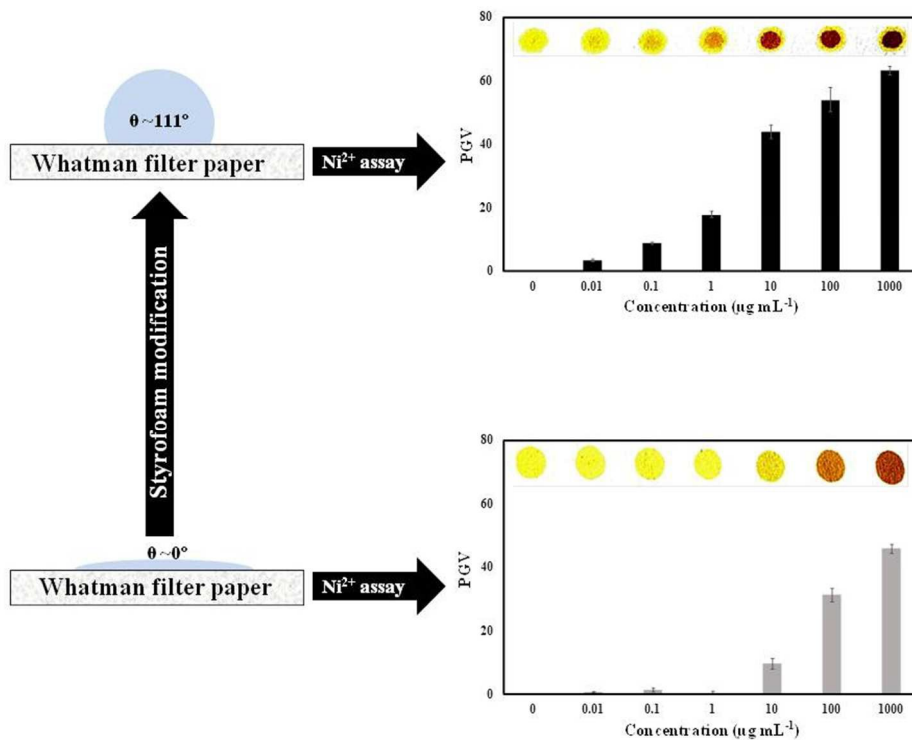 80
60
40
20
0
PGV
0 0.01 0.1 1 10 100 1000
Concentration (µg mL⁻¹)
θ ~111°
Whatman filter paper
Ni²⁺ assay
Styrofoam modification
θ ~0°
Whatman filter paper
Ni²⁺ assay
80
60
40
20
0
PGV
0 0.01 0.1 1 10 100 1000
Concentration (µg mL⁻¹)